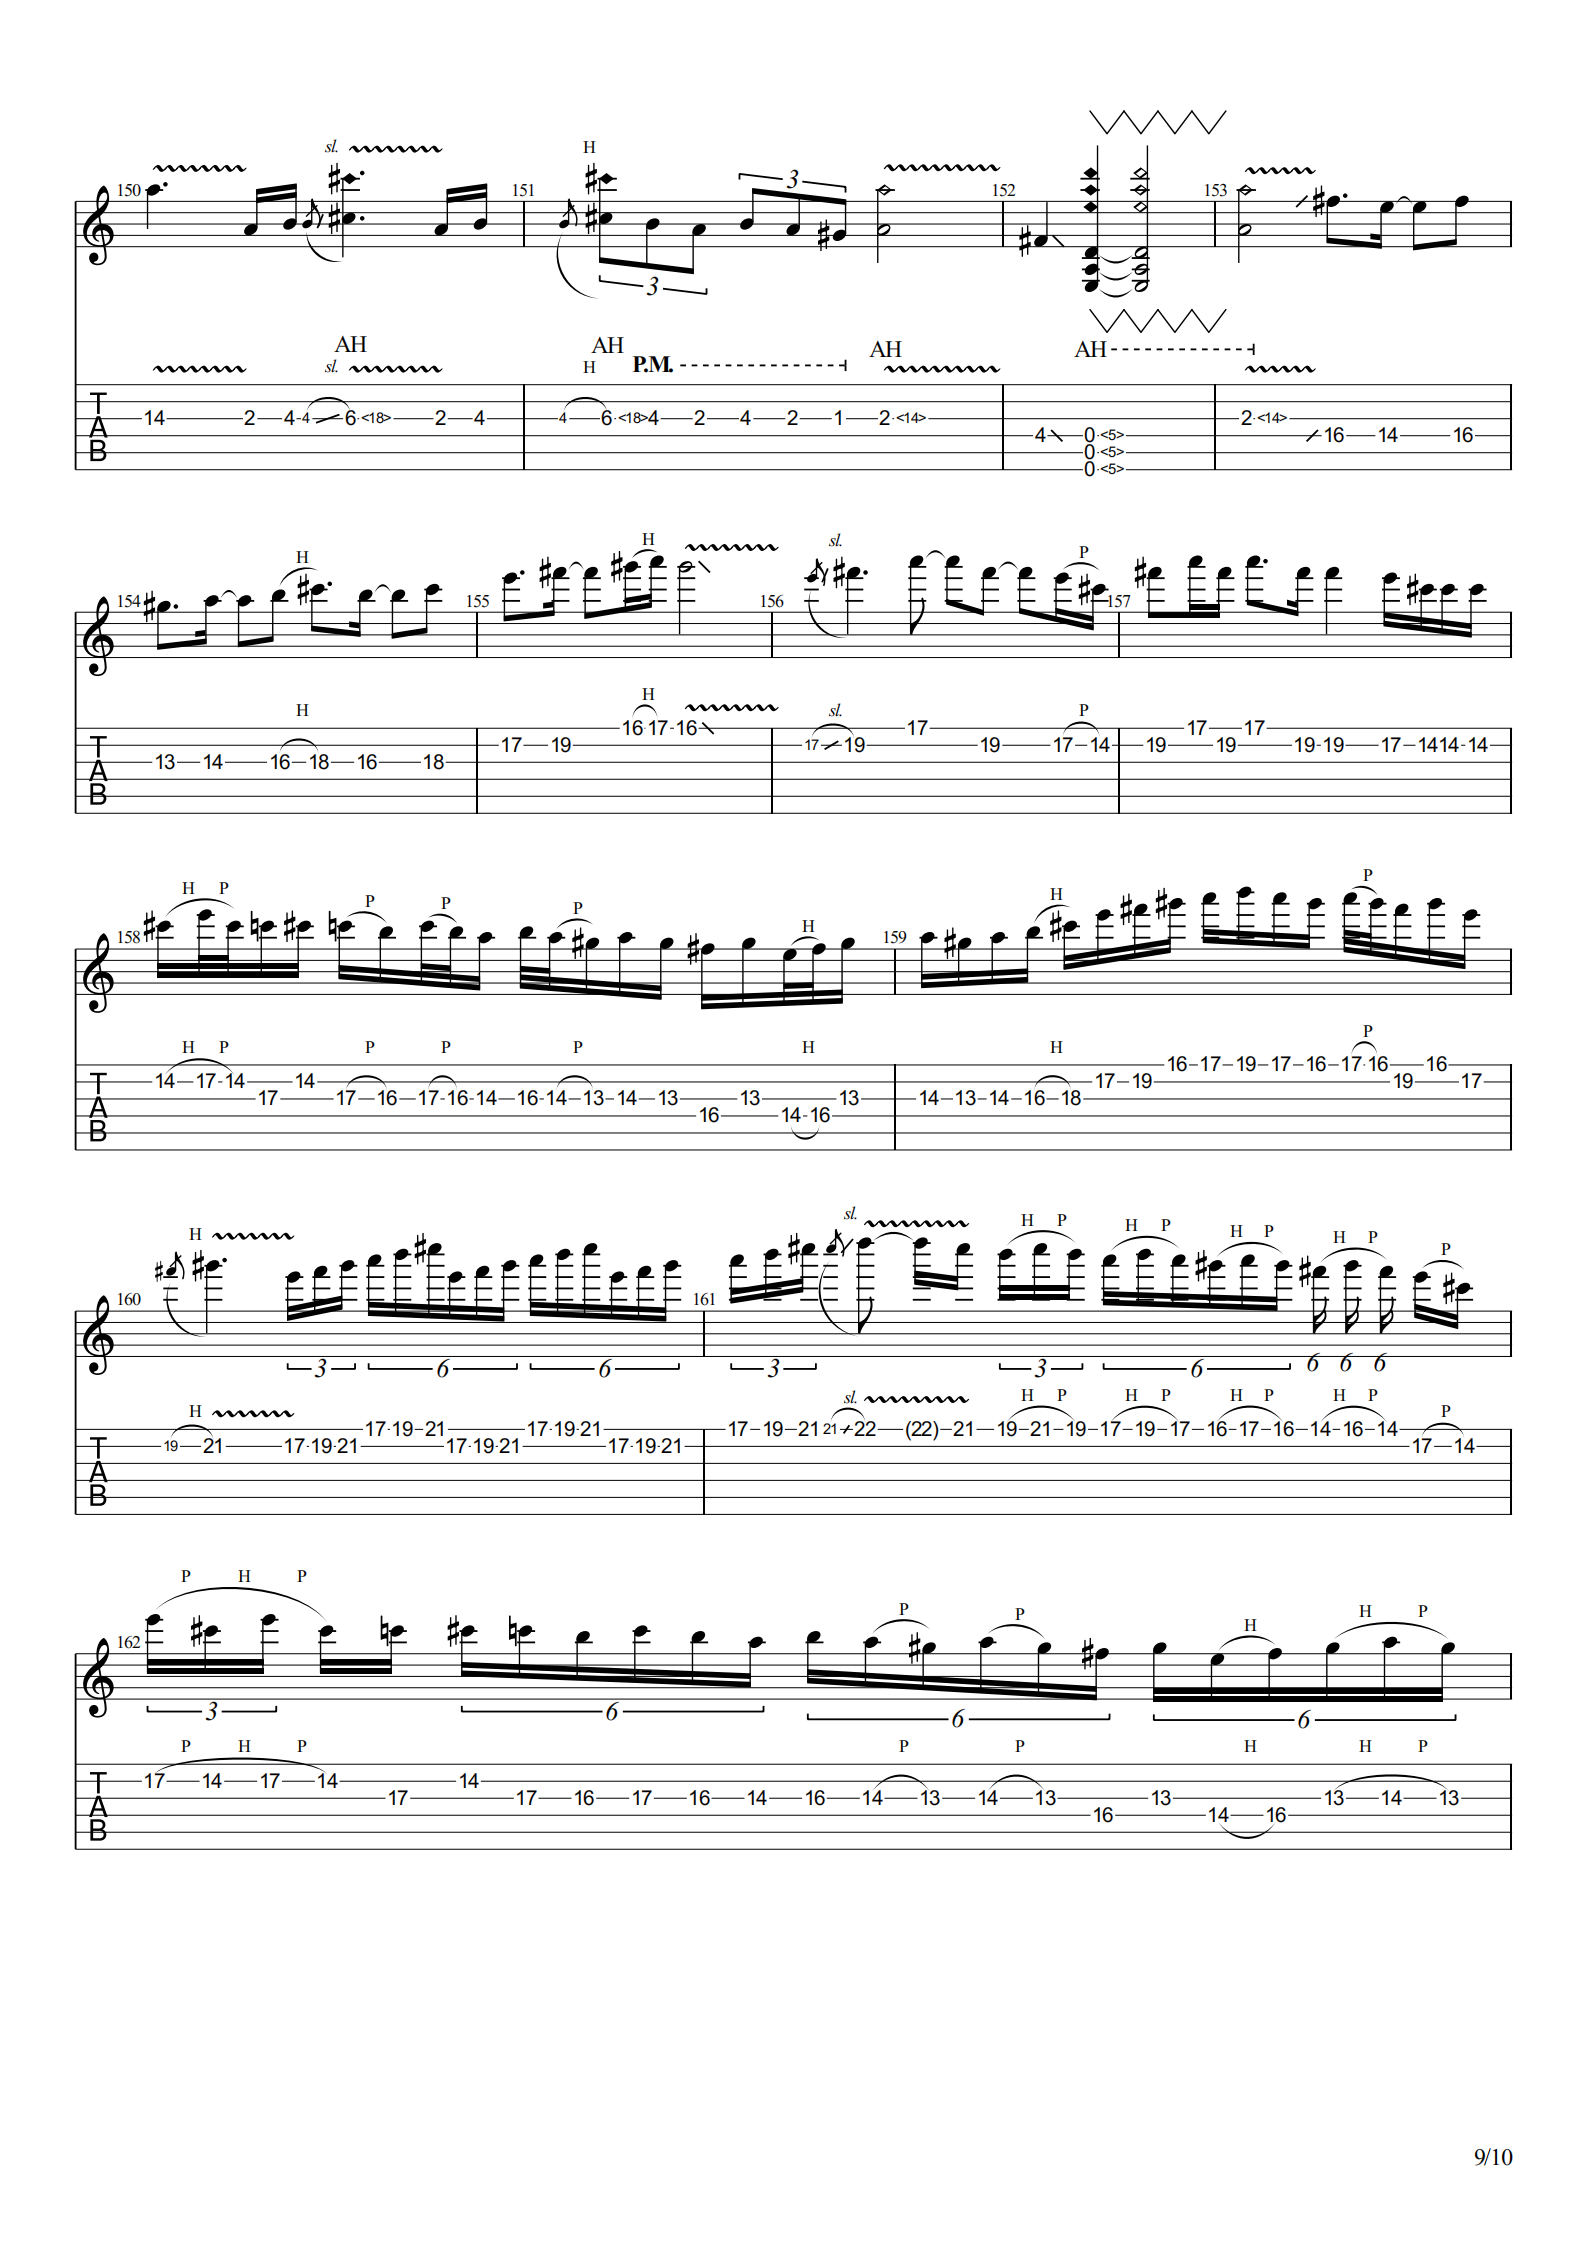 H
sl.
150 151 3 152 153
3
AH AH AH AH
sl. H P.M.
T A B 14 2 4 4 6 <18> 2 4 4 6 <18> 4 2 4 2 1 2 <14> 4 0 <5> 2 <14> 16 14 16
0 <5>
0 <5>
H H sl. P
154 155 156 157
H H sl. P
T A B 13 14 16 18 16 18 17 19 16 17 16 17 19 17 19 17 14 19 17 19 17 19 19 17 14 14 14
H P P P P H H P
158 159
H P P P H H P
T A B 14 17 14 17 14 17 16 17 16 14 16 14 13 14 13 16 13 14 16 13 14 13 14 16 18 17 19 16 17 19 17 16 17 16 19 16 17
H sl. H P H P H P H P P
160 161
3 6 6 3 3 6 6 6 6
H sl. H P H P H P H P P
T A B 19 21 17 19 21 17 19 21 17 19 21 17 19 21 17 19 21 17 19 21 21 22 (22) 21 19 21 19 17 19 17 16 17 16 14 16 14 17 14
P H P P P H H P
162
3 6 6 6
P H P P P H H P
T A B 17 14 17 14 17 14 17 16 17 16 14 16 14 13 14 13 16 13 14 16 13 14 13
9/10